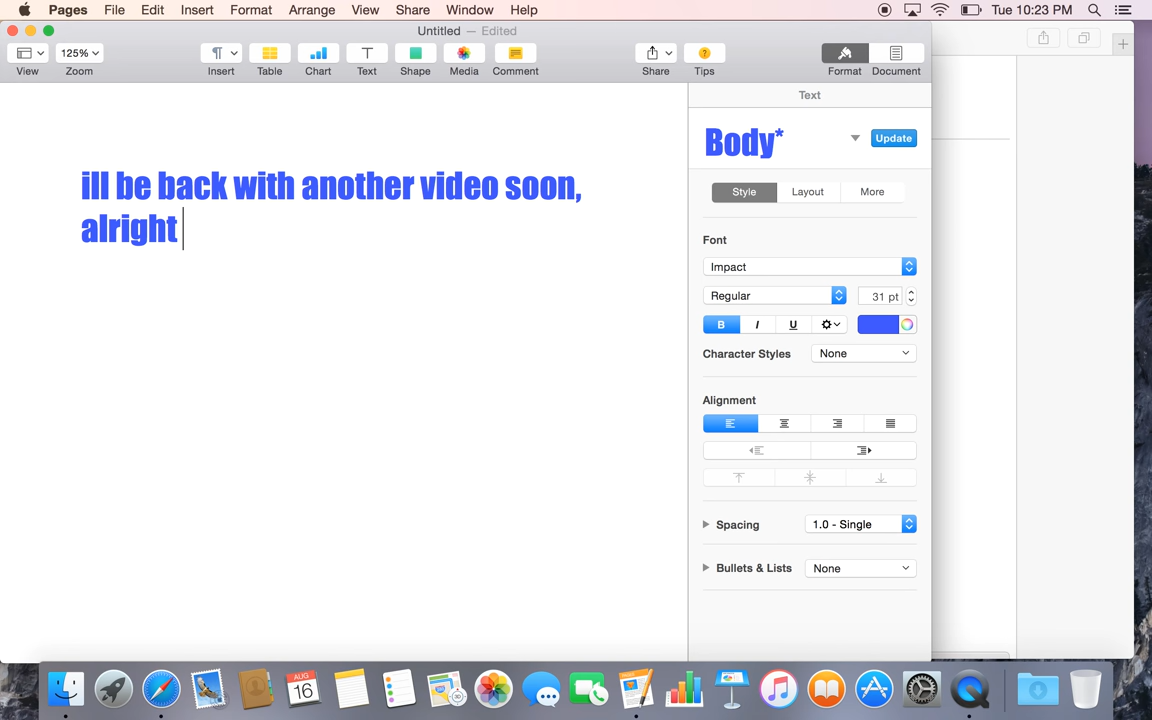 Pages File Edit Insert Format Arrange View Share Window Help Tue 10:23 PM
Untitled — Edited
125%
View Zoom Insert Table Chart Text Shape Media Comment Share Tips Format Document
Text
Body* Update
ill be back with another video soon,
alright
Style Layout More
Font
Impact
Regular 31 pt
B I U
Character Styles None
Alignment
Spacing 1.0 - Single
Bullets & Lists None
AUG
16
3D